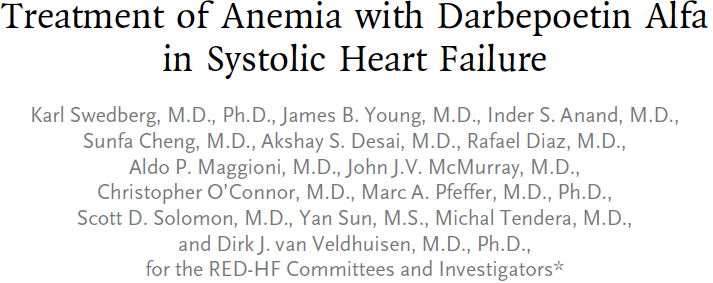 Treatment of Anemia with Darbepoetin Alfa
in Systolic Heart Failure
Karl Swedberg, M.D., Ph.D., James B. Young, M.D., Inder S. Anand, M.D.,
Sunfa Cheng, M.D., Akshay S. Desai, M.D., Rafael Diaz, M.D.,
Aldo P. Maggioni, M.D., John J.V. McMurray, M.D.,
Christopher O’Connor, M.D., Marc A. Pfeffer, M.D., Ph.D.,
Scott D. Solomon, M.D., Yan Sun, M.S., Michal Tendera, M.D.,
and Dirk J. van Veldhuisen, M.D., Ph.D.,
for the RED-HF Committees and Investigators*